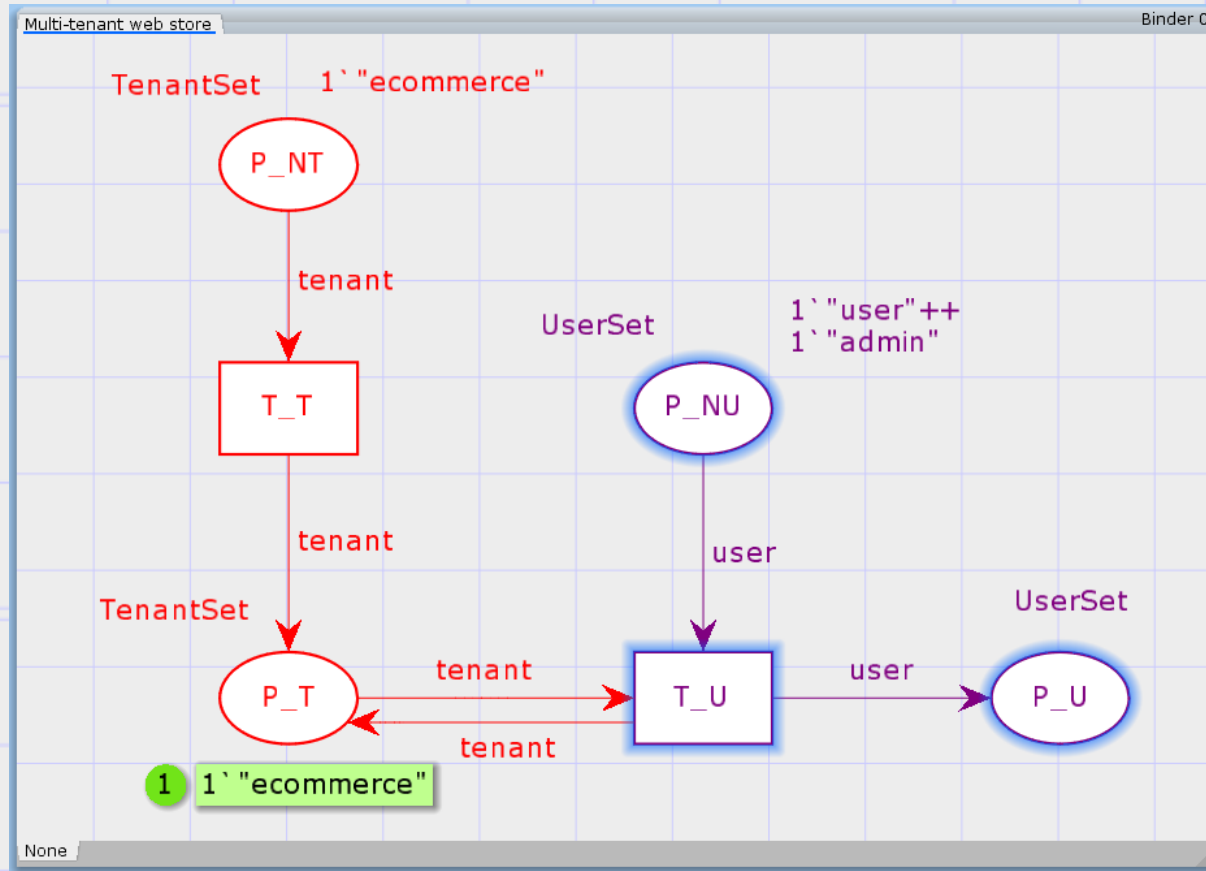 Multi-tenant web store
Binder 0
TenantSet
1`"ecommerce"
P_NT
tenant
T_T
tenant
UserSet
1`"user"++
1`"admin"
P_NU
user
TenantSet
P_T
tenant
tenant
T_U
user
UserSet
P_U
1
1`"ecommerce"
None